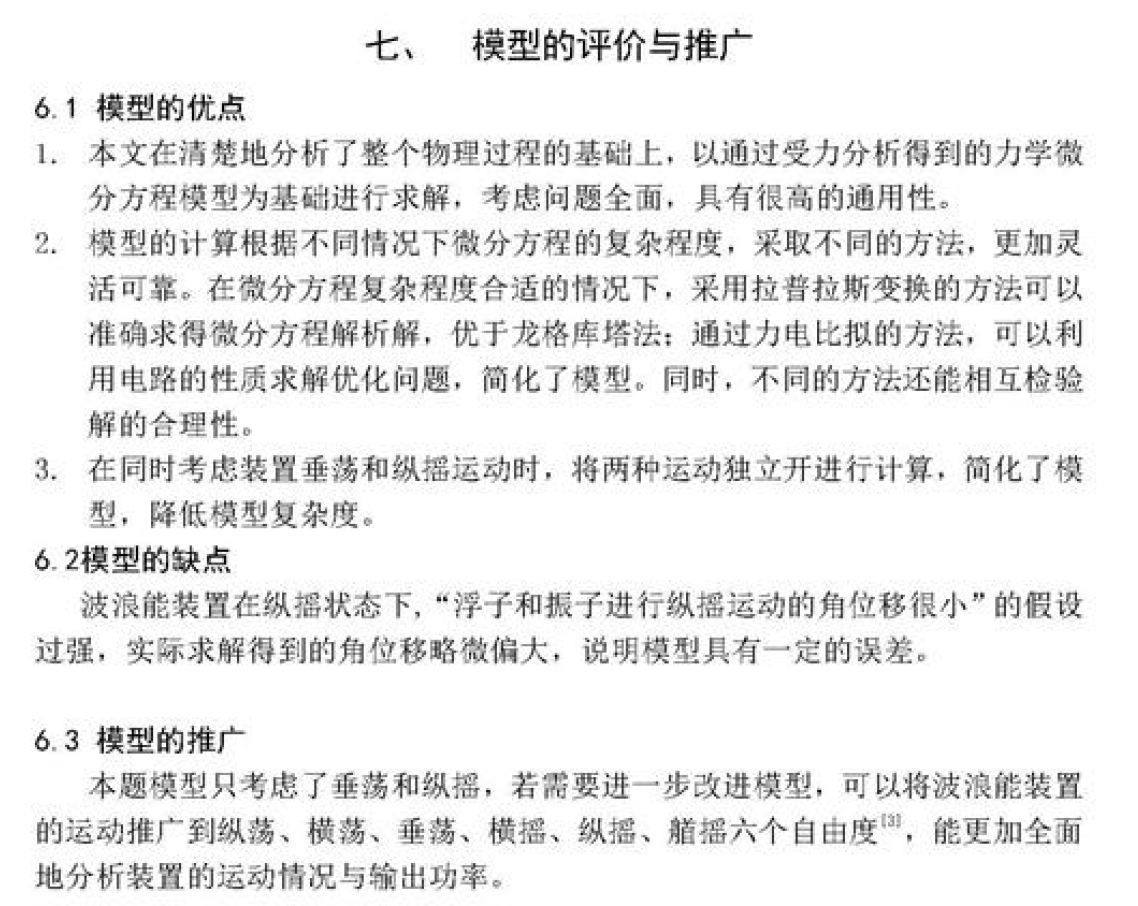 七、 模型的评价与推广
6.1 模型的优点
1. 本文在清楚地分析了整个物理过程的基础上，以通过受力分析得到的力学微
分方程模型为基础进行求解，考虑问题全面，具有很高的通用性。
2. 模型的计算根据不同情况下微分方程的复杂程度，采取不同的方法，更加灵
活可靠。在微分方程复杂程度合适的情况下，采用拉普拉斯变换的方法可以
准确求得微分方程解析解，优于龙格库塔法；通过力电比拟的方法，可以利
用电路的性质求解优化问题，简化了模型。同时，不同的方法还能相互检验
解的合理性。
3. 在同时考虑装置垂荡和纵摇运动时，将两种运动独立开进行计算，简化了模
型，降低模型复杂度。
6.2模型的缺点
波浪能装置在纵摇状态下，“浮子和振子进行纵摇运动的角位移很小”的假设
过强，实际求解得到的角位移略微偏大，说明模型具有一定的误差。
6.3 模型的推广
本题模型只考虑了垂荡和纵摇，若需要进一步改进模型，可以将波浪能装置
的运动推广到纵荡、横荡、垂荡、横摇、纵摇、艏摇六个自由度[3]，能更加全面
地分析装置的运动情况与输出功率。